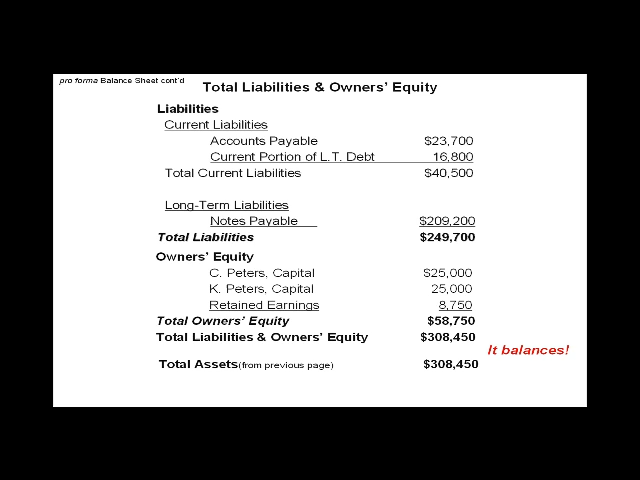 pro forma Balance Sheet cont'd
Total Liabilities & Owners' Equity
Liabilities
Current Liabilities
Accounts Payable $23,700
Current Portion of L.T. Debt 16,800
Total Current Liabilities $40,500
Long-Term Liabilities
Notes Payable $209,200
Total Liabilities $249,700
Owners' Equity
C. Peters, Capital $25,000
K. Peters, Capital 25,000
Retained Earnings 8,750
Total Owners' Equity $58,750
Total Liabilities & Owners' Equity $308,450
It balances!
Total Assets(from previous page) $308,450